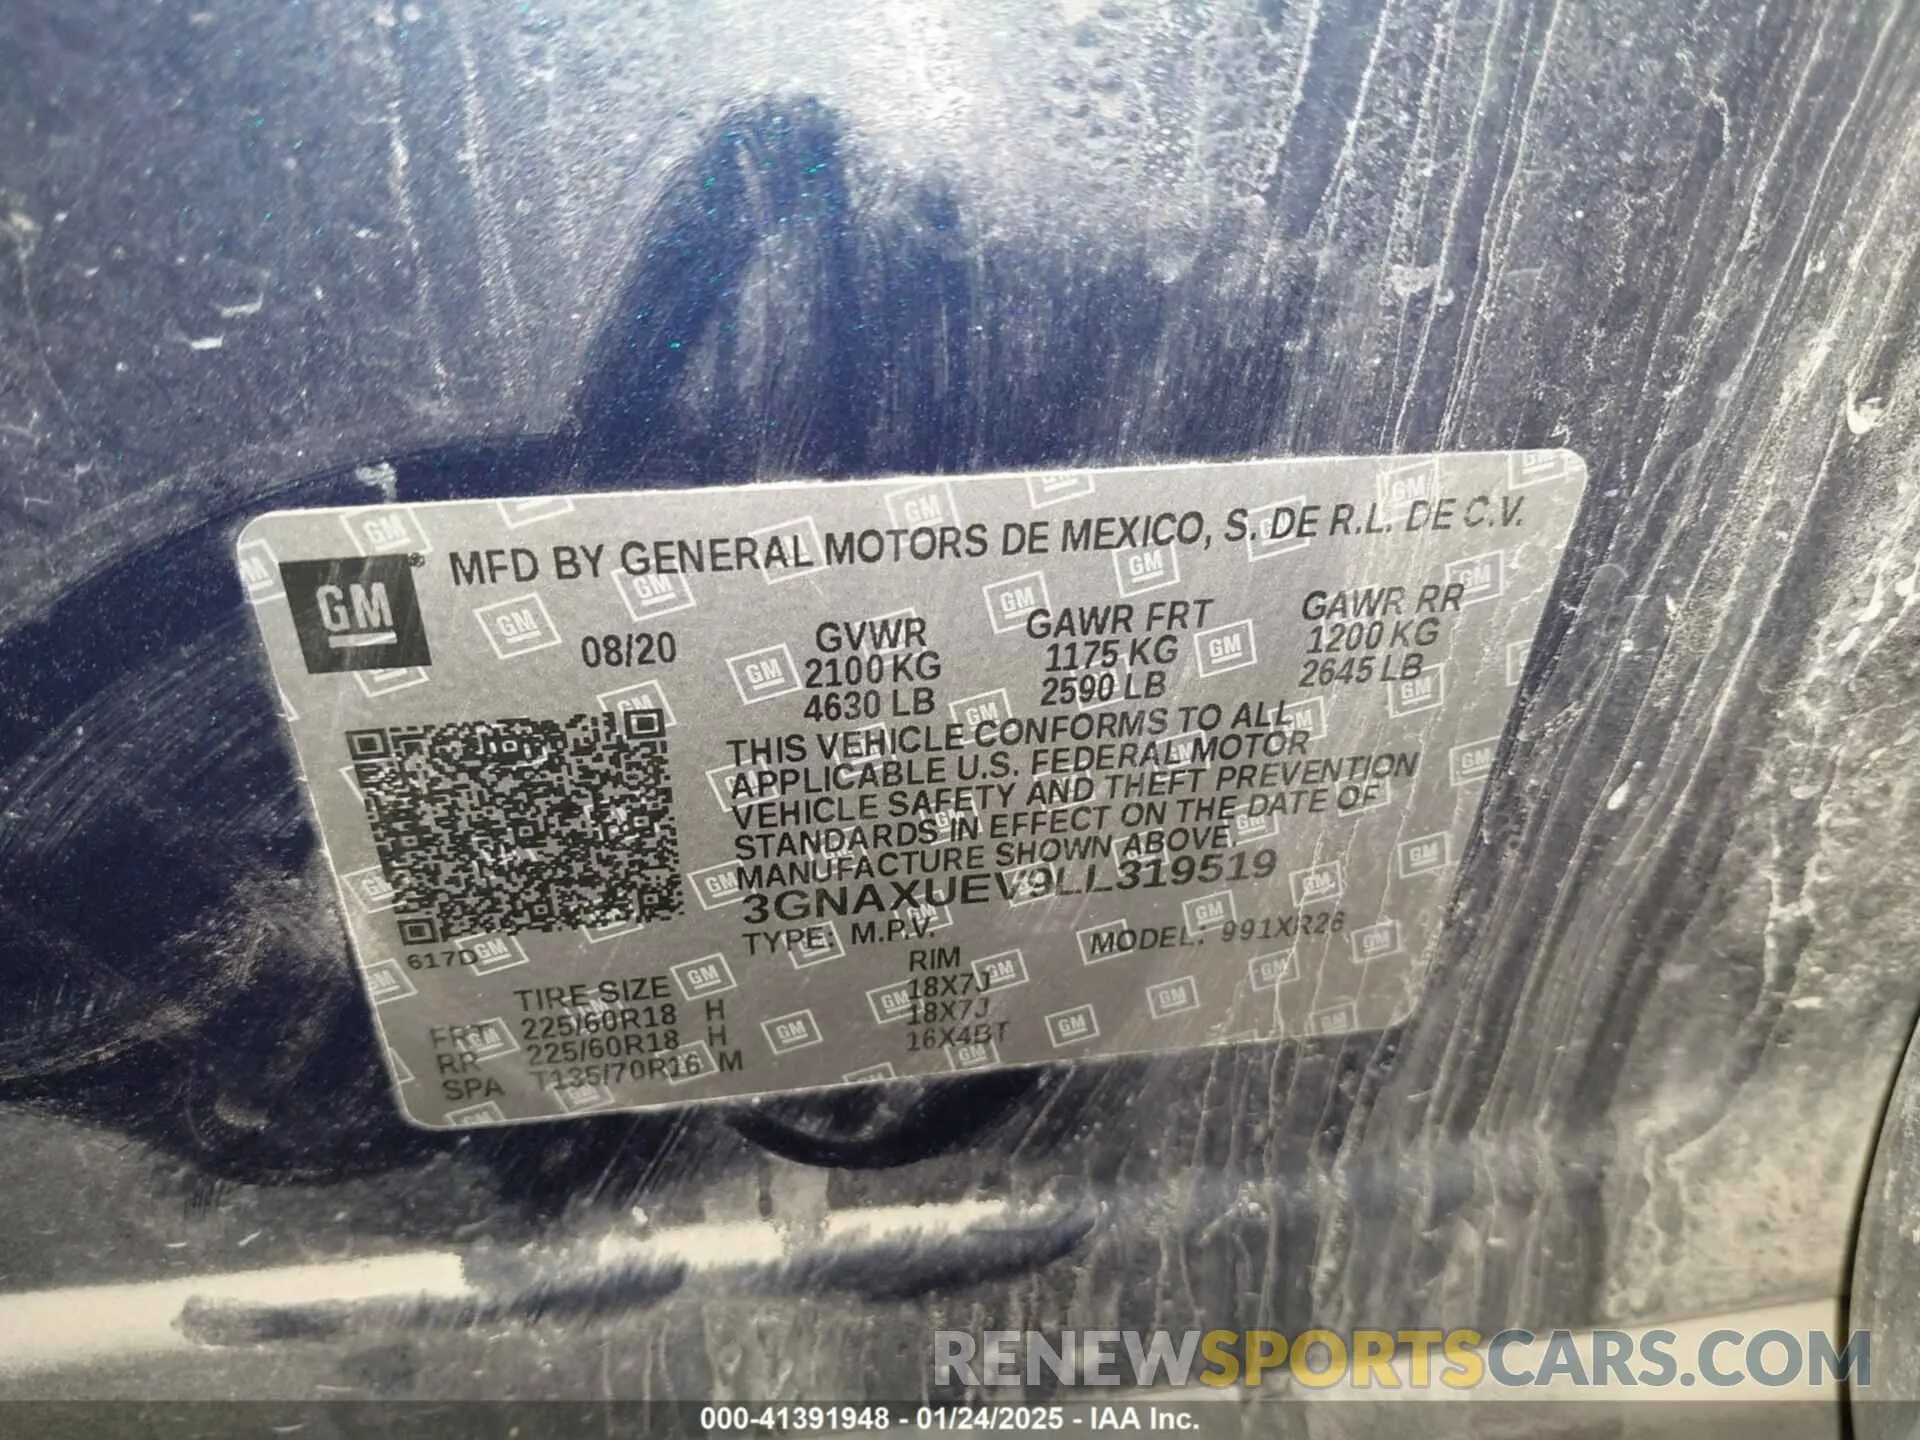 GM ® MFD BY GENERAL MOTORS DE MEXICO, S. DE R.L. DE C.V.
08/20 GVWR GAWR FRT GAWR RR
2100 KG 1175 KG 1200 KG
4630 LB 2590 LB 2645 LB
THIS VEHICLE CONFORMS TO ALL
APPLICABLE U.S. FEDERAL MOTOR
VEHICLE SAFETY AND THEFT PREVENTION
STANDARDS IN EFFECT ON THE DATE OF
MANUFACTURE SHOWN ABOVE.
3GNAXUEV9LL319519
TYPE: M.P.V. MODEL: 991XR26
617D
TIRE SIZE RIM
FRT 225/60R18 H 18X7J
RR 225/60R18 H 18X7J
SPA T135/70R16 M 16X4BT
RENEWSPORTSCARS.COM
000-41391948 - 01/24/2025 - IAA Inc.